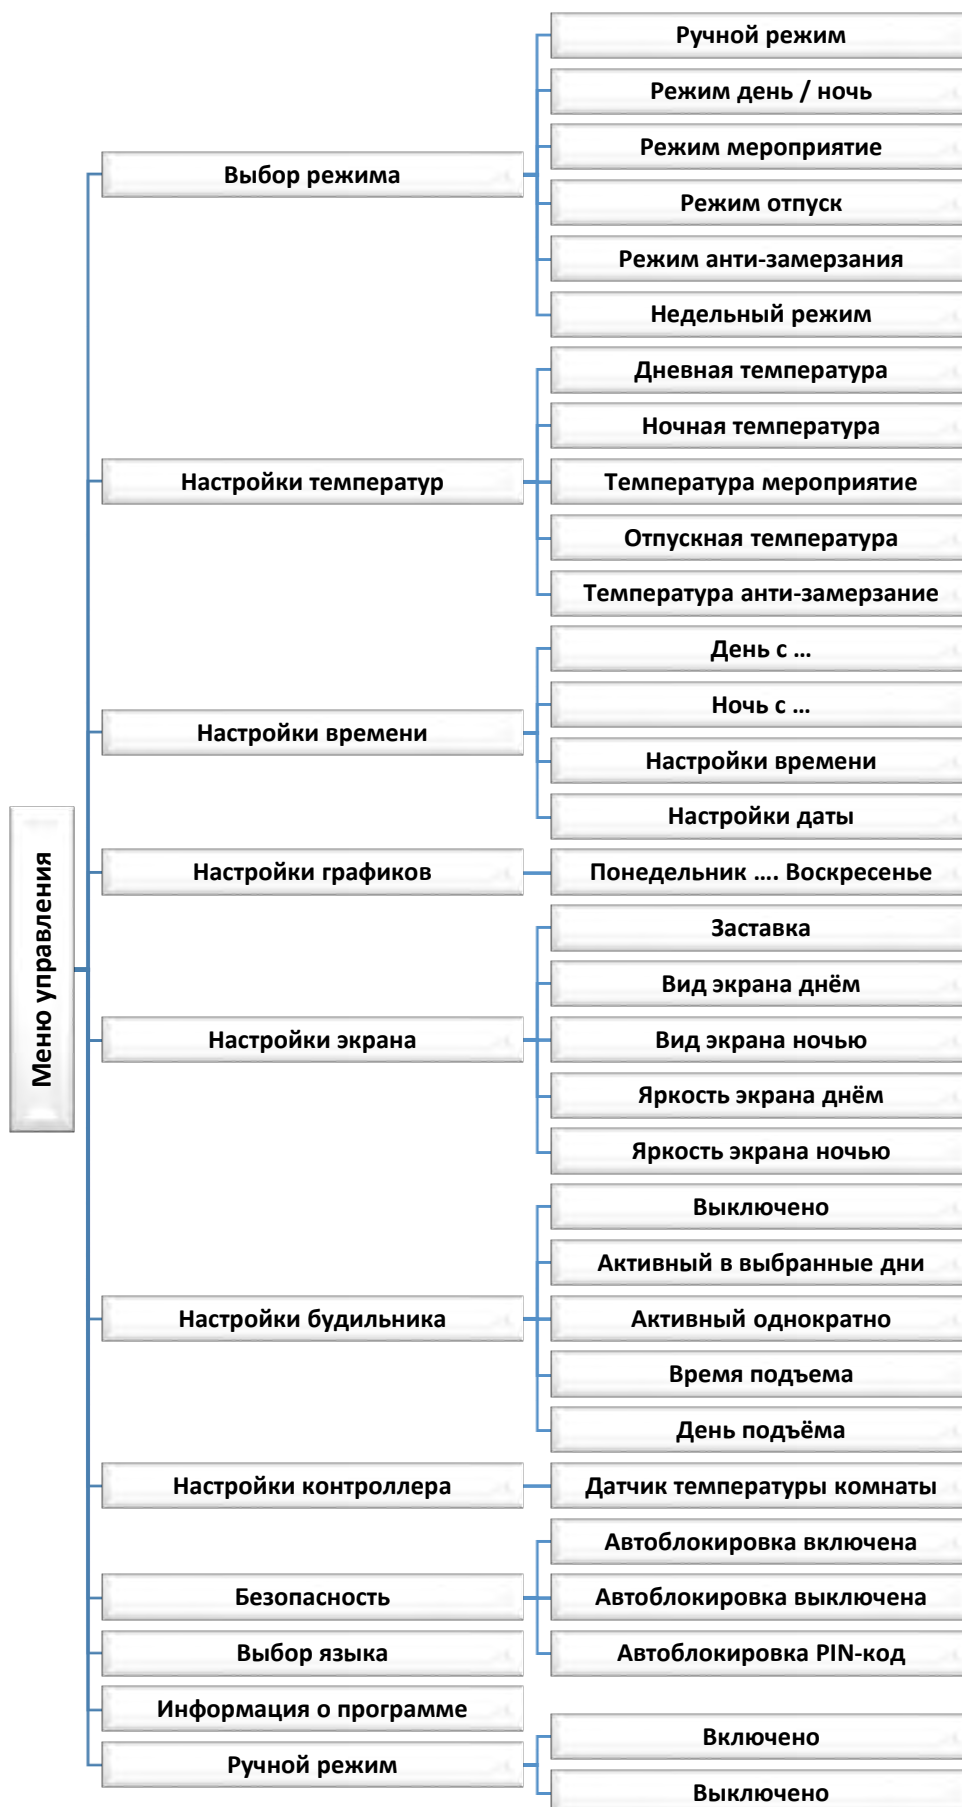 Меню управления
Выбор режима
Ручной режим
Режим день / ночь
Режим мероприятие
Режим отпуск
Режим анти-замерзания
Недельный режим
Настройки температур
Дневная температура
Ночная температура
Температура мероприятие
Отпускная температура
Температура анти-замерзание
Настройки времени
День с ...
Ночь с ...
Настройки времени
Настройки даты
Настройки графиков
Понедельник .... Воскресенье
Настройки экрана
Заставка
Вид экрана днём
Вид экрана ночью
Яркость экрана днём
Яркость экрана ночью
Настройки будильника
Выключено
Активный в выбранные дни
Активный однократно
Время подъема
День подъёма
Настройки контроллера
Датчик температуры комнаты
Безопасность
Автоблокировка включена
Автоблокировка выключена
Автоблокировка PIN-код
Выбор языка
Информация о программе
Ручной режим
Включено
Выключено